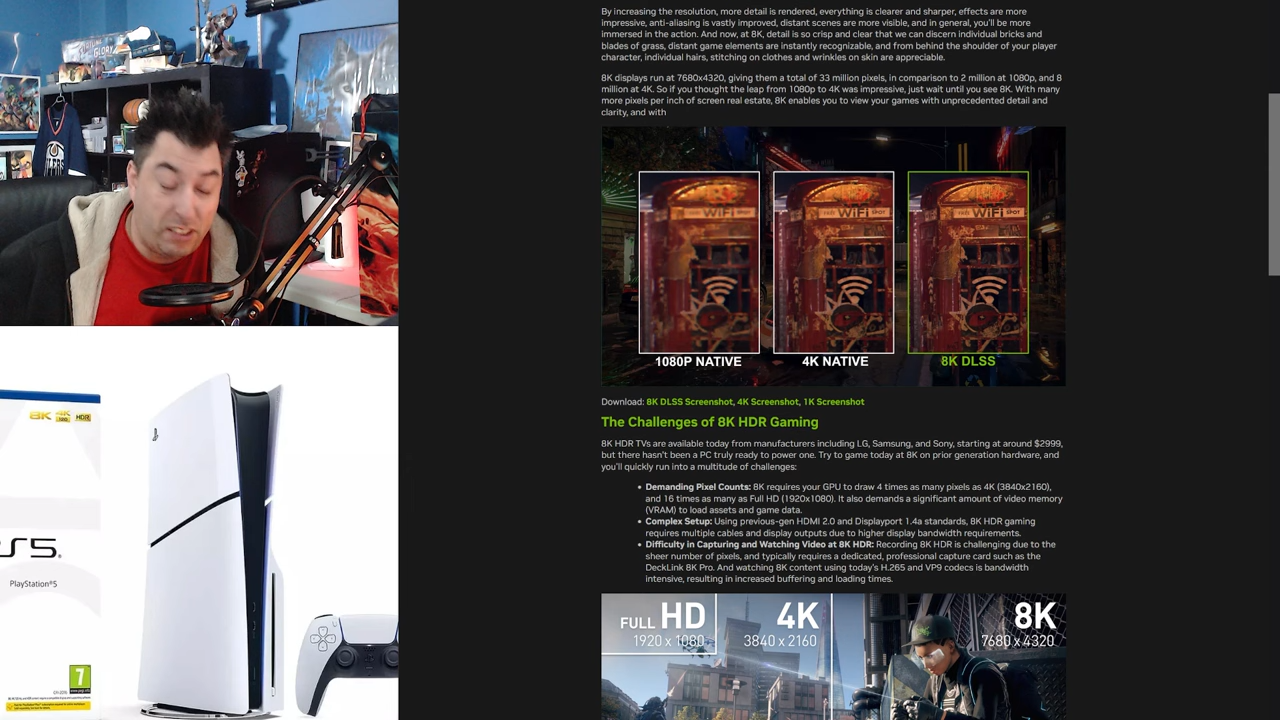 By increasing the resolution, more detail is rendered, everything is clearer and sharper, effects are more
impressive, anti-aliasing is vastly improved, distant scenes are more visible, and in general, you'll be more
immersed in the action. And now, at 8K, detail is so crisp and clear that we can discern individual bricks and
blades of grass, distant game elements are instantly recognizable, and from behind the shoulder of your player
character, individual hairs, stitching on clothes and wrinkles on skin are appreciable.
8K displays run at 7680x4320, giving them a total of 33 million pixels, in comparison to 2 million at 1080p, and 8
million at 4K. So if you thought the leap from 1080p to 4K was impressive, just wait until you see 8K. With many
more pixels per inch of screen real estate, 8K enables you to view your games with unprecedented detail and
clarity, and with
WiFi SPOT
WiFi SPOT
FREE WiFi SPOT
1080P NATIVE
4K NATIVE
8K DLSS
Download: 8K DLSS Screenshot, 4K Screenshot, 1K Screenshot
The Challenges of 8K HDR Gaming
8K HDR TVs are available today from manufacturers including LG, Samsung, and Sony, starting at around $2999,
but there hasn't been a PC truly ready to power one. Try to game today at 8K on prior generation hardware, and
you'll quickly run into a multitude of challenges:
• Demanding Pixel Counts: 8K requires your GPU to draw 4 times as many pixels as 4K (3840x2160),
and 16 times as many as Full HD (1920x1080). It also demands a significant amount of video memory
(VRAM) to load assets and game data.
• Complex Setup: Using previous-gen HDMI 2.0 and Displayport 1.4a standards, 8K HDR gaming
requires multiple cables and display outputs due to higher display bandwidth requirements.
• Difficulty in Capturing and Watching Video at 8K HDR: Recording 8K HDR is challenging due to the
sheer number of pixels, and typically requires a dedicated, professional capture card such as the
DeckLink 8K Pro. And watching 8K content using today's H.265 and VP9 codecs is bandwidth
intensive, resulting in increased buffering and loading times.
FULL HD
1920 x 1080
4K
3840 x 2160
8K
7680 x 4320
GLORY
8K 4K HDR
PS5.
PlayStation®5
7